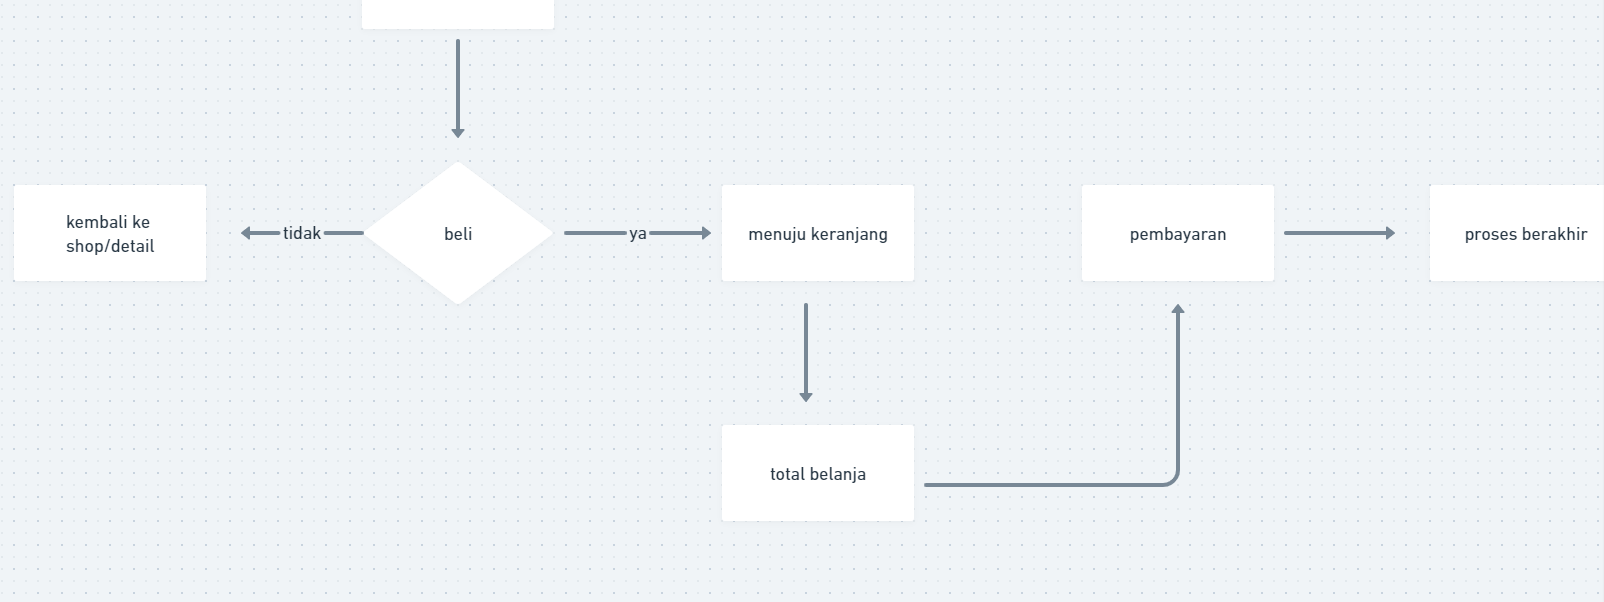 kembali ke
shop/detail
tidak
beli
ya
menuju keranjang
pembayaran
proses berakhir
total belanja